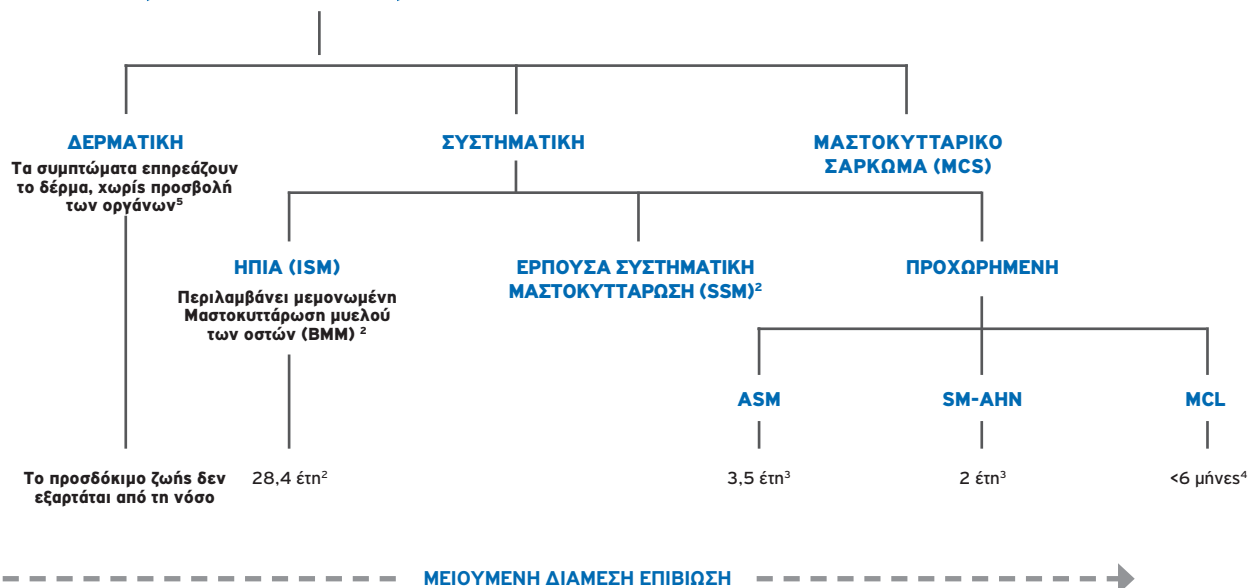 ΔΕΡΜΑΤΙΚΗ
Τα συμπτώματα επηρεάζουν
το δέρμα, χωρίς προσβολή
των οργάνων⁵
ΣΥΣΤΗΜΑΤΙΚΗ
ΜΑΣΤΟΚΥΤΤΑΡΙΚΟ
ΣΑΡΚΩΜΑ (MCS)
ΗΠΙΑ (ISM)
Περιλαμβάνει μεμονωμένη
Μαστοκυττάρωση μυελού
των οστών (BMM) ²
ΕΡΠΟΥΣΑ ΣΥΣΤΗΜΑΤΙΚΗ
ΜΑΣΤΟΚΥΤΤΑΡΩΣΗ (SSM)²
ΠΡΟΧΩΡΗΜΕΝΗ
ASM
SM-AHN
MCL
Το προσδόκιμο ζωής δεν
εξαρτάται από τη νόσο
28,4 έτη²
3,5 έτη³
2 έτη³
<6 μήνες⁴
ΜΕΙΟΥΜΕΝΗ ΔΙΑΜΕΣΗ ΕΠΙΒΙΩΣΗ